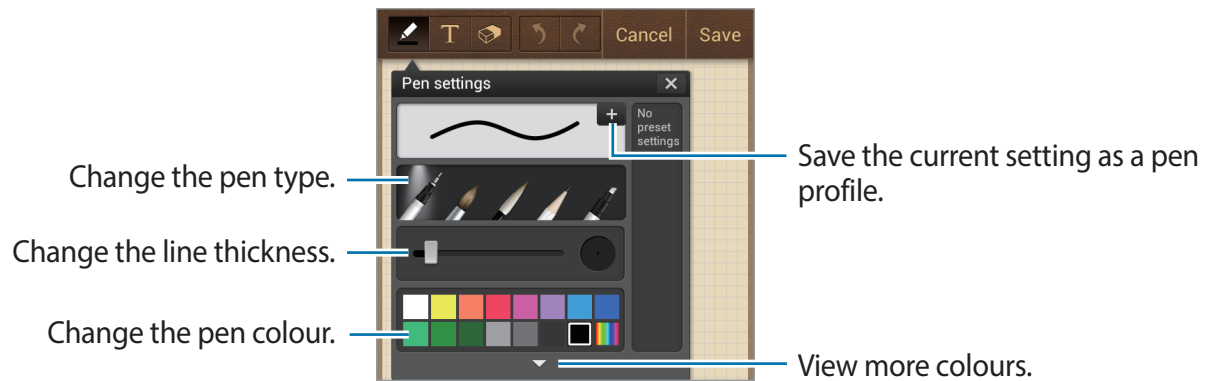 T
Cancel
Save
Pen settings
No
preset
settings
Change the pen type.
Save the current setting as a pen
profile.
Change the line thickness.
Change the pen colour.
View more colours.